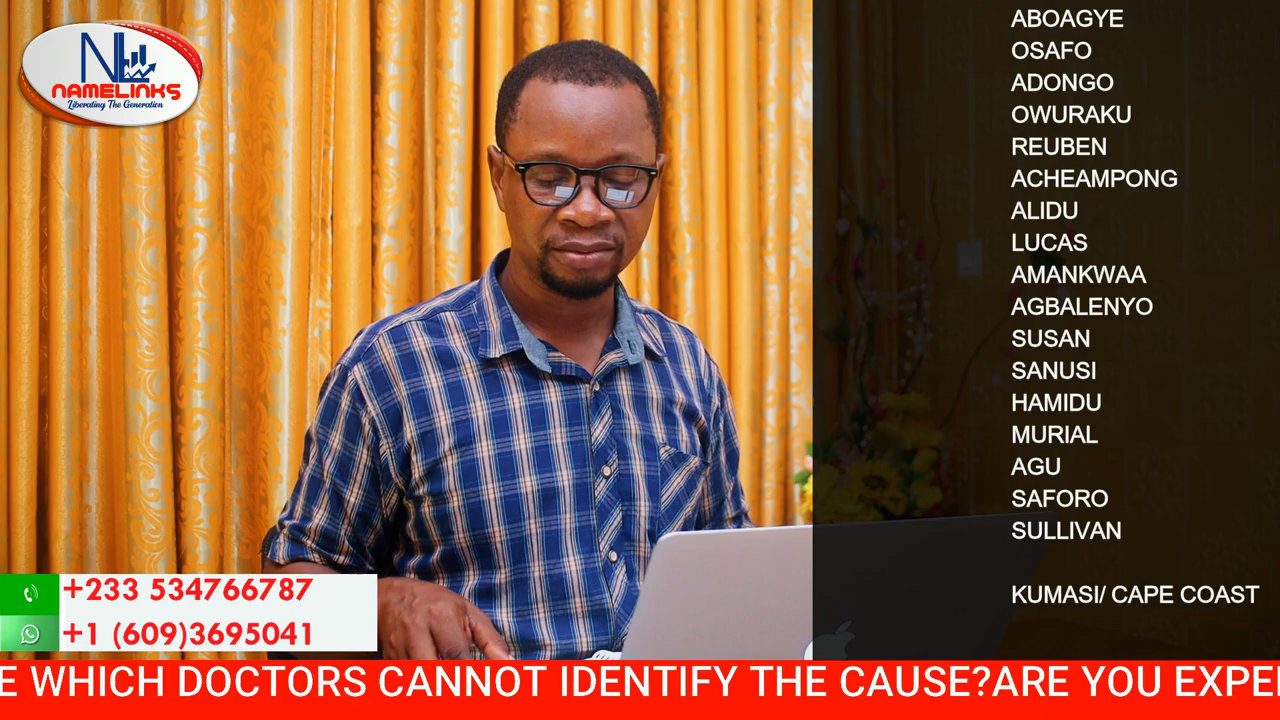 NL
NAMELINKS
Liberating The Generation
ABOAGYE
OSAFO
ADONGO
OWURAKU
REUBEN
ACHEAMPONG
ALIDU
LUCAS
AMANKWAA
AGBALENYO
SUSAN
SANUSI
HAMIDU
MURIAL
AGU
SAFORO
SULLIVAN
KUMASI/ CAPE COAST
+233 534766787
+1 (609)3695041
E WHICH DOCTORS CANNOT IDENTIFY THE CAUSE?ARE YOU EXPE